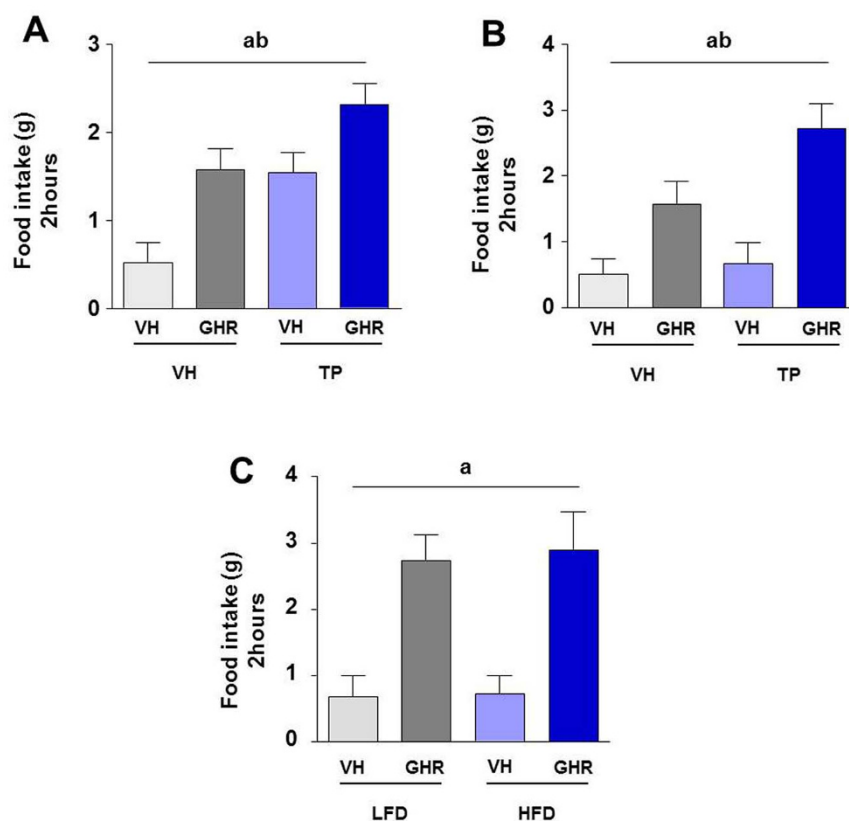 A
ab
3
2
1
0
Food intake (g)
2hours
VH
GHR
VH
GHR
VH
TP
B
ab
4
3
2
1
0
Food intake (g)
2hours
VH
GHR
VH
GHR
VH
TP
C
a
4
3
2
1
0
Food intake (g)
2hours
VH
GHR
VH
GHR
LFD
HFD